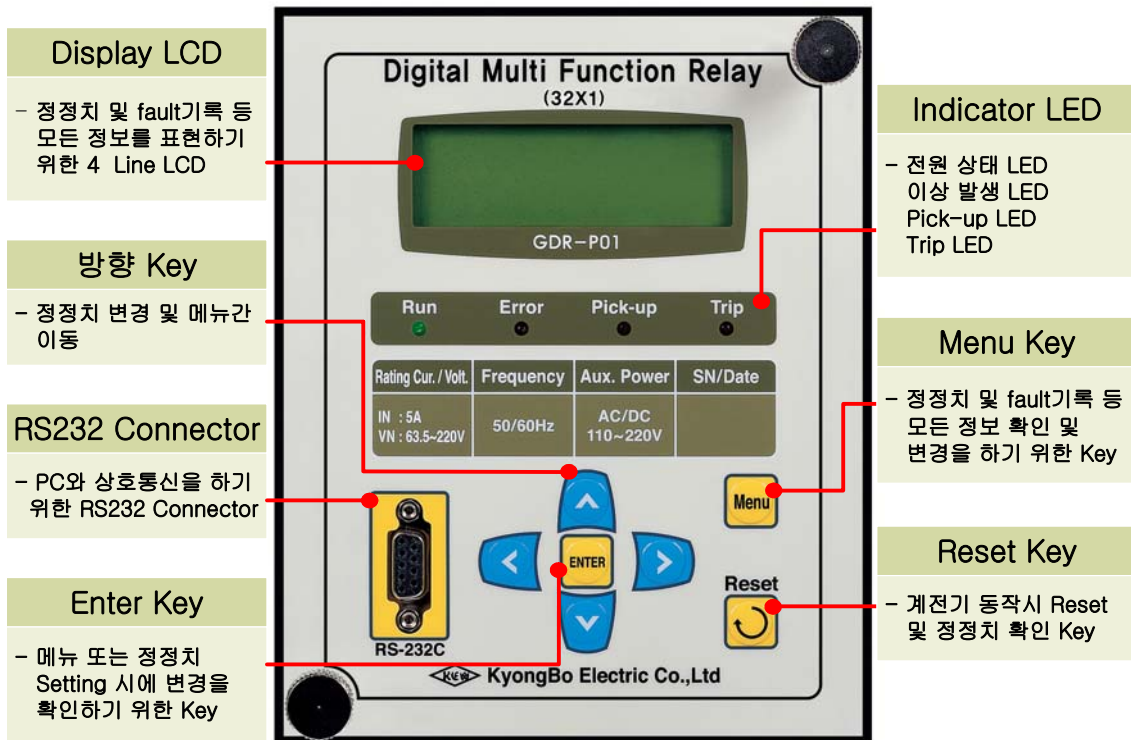 Display LCD
- 정정치 및 fault기록 등
모든 정보를 표현하기
위한 4 Line LCD
방향 Key
- 정정치 변경 및 메뉴간
이동
RS232 Connector
- PC와 상호통신을 하기
위한 RS232 Connector
Enter Key
- 메뉴 또는 정정치
Setting 시에 변경을
확인하기 위한 Key
Digital Multi Function Relay
(32X1)
GDR-P01
Run Error Pick-up Trip
Rating Cur. / Volt. Frequency Aux. Power SN/Date
IN : 5A
VN : 63.5~220V
50/60Hz
AC/DC
110~220V
Menu
ENTER
Reset
RS-232C
KyongBo Electric Co.,Ltd
Indicator LED
- 전원 상태 LED
이상 발생 LED
Pick-up LED
Trip LED
Menu Key
- 정정치 및 fault기록 등
모든 정보 확인 및
변경을 하기 위한 Key
Reset Key
- 계전기 동작시 Reset
및 정정치 확인 Key